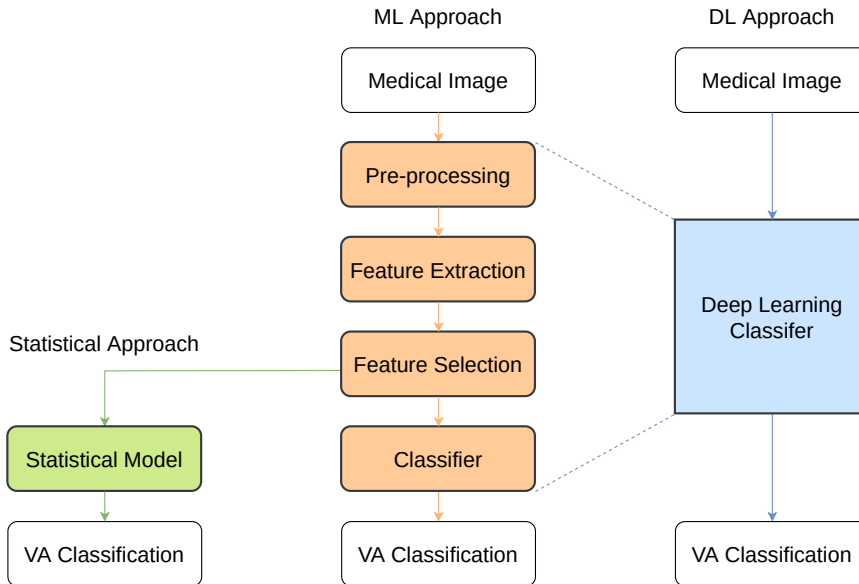 ML Approach
DL Approach
Medical Image
Medical Image
Pre-processing
Feature Extraction
Deep Learning
Classifer
Statistical Approach
Feature Selection
Statistical Model
Classifier
VA Classification
VA Classification
VA Classification